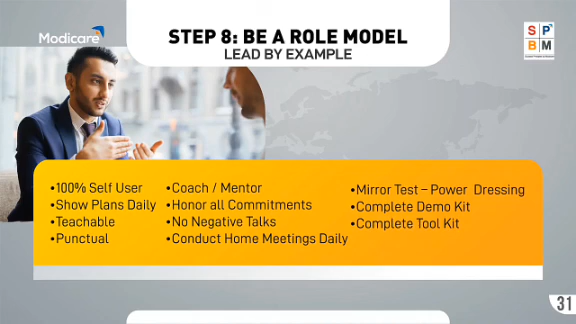 Modicare
STEP 8: BE A ROLE MODEL
LEAD BY EXAMPLE
S P
B M
•100% Self User
•Show Plans Daily
•Teachable
•Punctual
•Coach / Mentor
•Honor all Commitments
•No Negative Talks
•Conduct Home Meetings Daily
•Mirror Test – Power Dressing
•Complete Demo Kit
•Complete Tool Kit
31